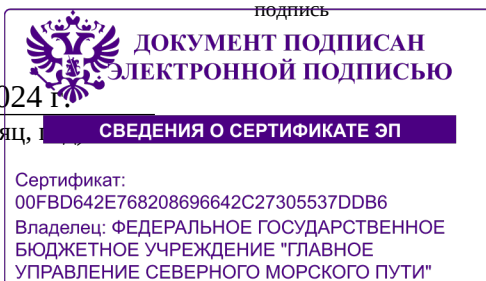 подпись
ДОКУМЕНТ ПОДПИСАН
ЭЛЕКТРОННОЙ ПОДПИСЬЮ
024 г.
СВЕДЕНИЯ О СЕРТИФИКАТЕ ЭП
Сертификат:
00FBD642E768208696642C27305537DDB6
Владелец: ФЕДЕРАЛЬНОЕ ГОСУДАРСТВЕННОЕ
БЮДЖЕТНОЕ УЧРЕЖДЕНИЕ "ГЛАВНОЕ
УПРАВЛЕНИЕ СЕВЕРНОГО МОРСКОГО ПУТИ"